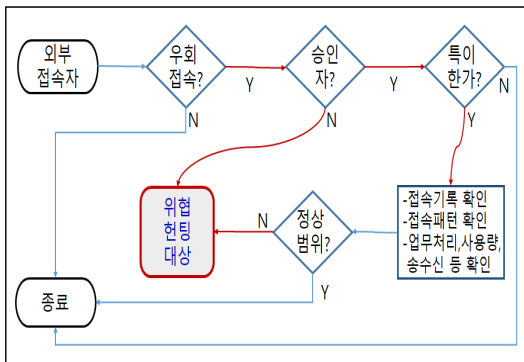 외부
접속자
우회
접속?
Y
승인
자?
Y
특이
한가?
N
N
N
Y
위협
헌팅
대상
N
정상
범위?
-접속기록 확인
-접속패턴 확인
-업무처리,사용량,
송수신 등 확인
Y
종료